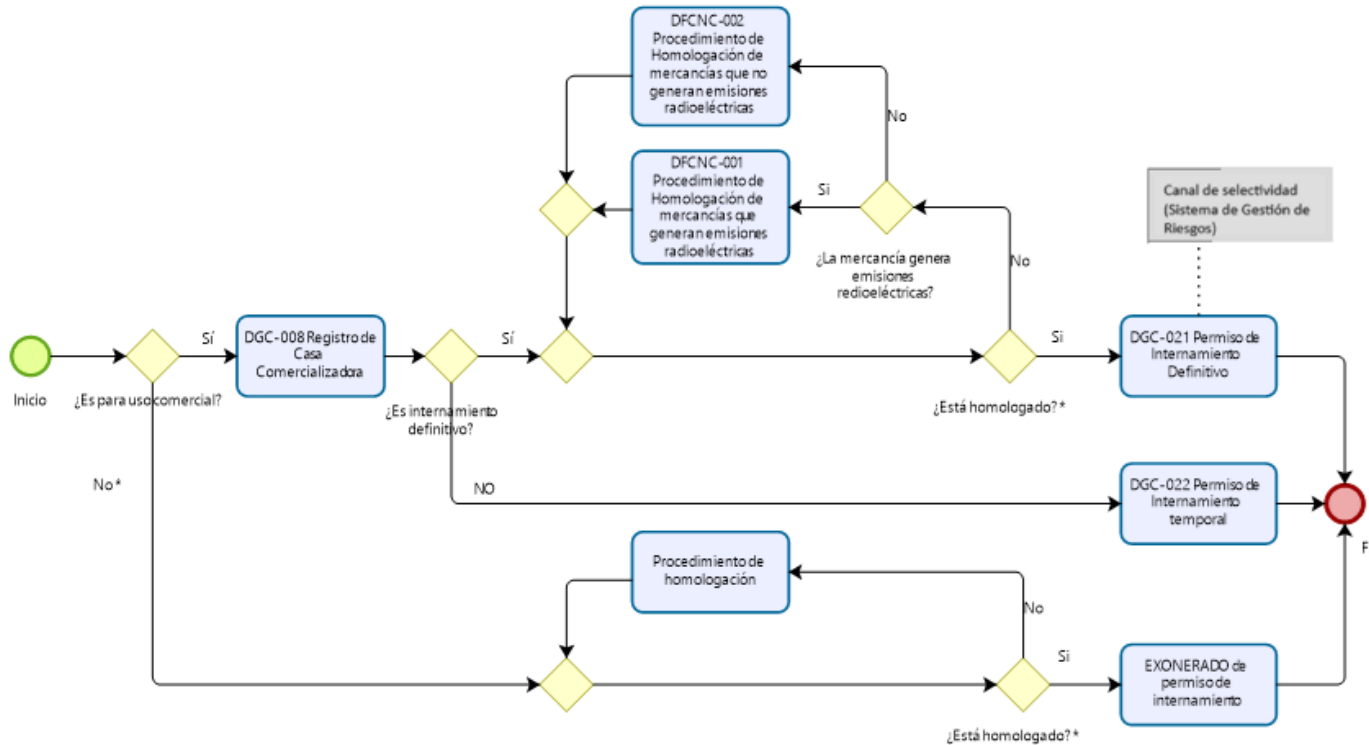 DFCNC-002
Procedimiento de
Homologación de
mercancías que no
generan emisiones
radioeléctricas
No
DFCNC-001
Procedimiento de
Homologación de
mercancías que
generan emisiones
radioeléctricas
Si
¿La mercancía genera
emisiones
redioeléctricas?
No
Canal de selectividad
(Sistema de Gestión de
Riesgos)
Inicio
¿Es para uso comercial?
Sí
DGC-008 Registro de
Casa
Comercializadora
¿Es internamiento
definitivo?
Sí
¿Está homologado?*
Si
DGC-021 Permiso de
Internamiento
Definitivo
No*
NO
DGC-022 Permiso de
Internamiento
temporal
F
Procedimiento de
homologación
No
Si
¿Está homologado?*
EXONERADO de
permiso de
internamiento